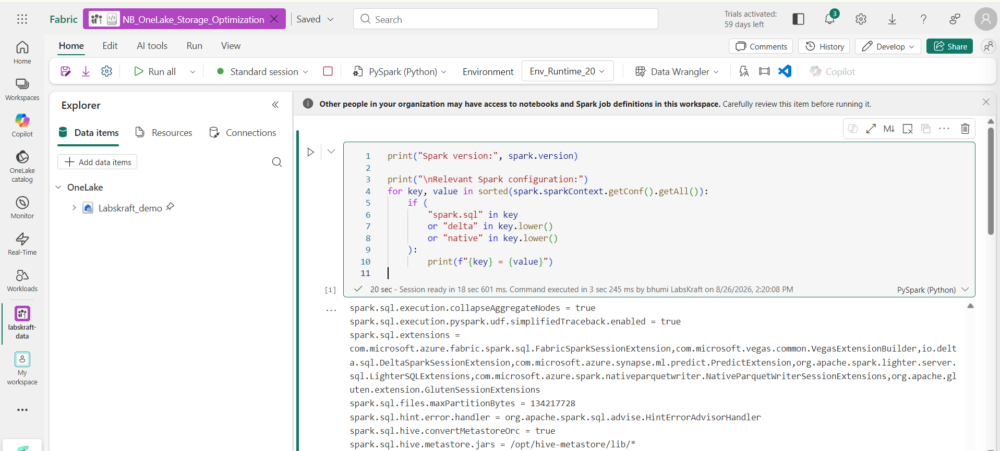 Fabric
NB_OneLake_Storage_Optimization
Saved
Search
Trials activated:
59 days left
3
Home
Edit
AI tools
Run
View
Comments
History
Develop
Share
Run all
Standard session
PySpark (Python)
Environment
Env_Runtime_20
Data Wrangler
Copilot
Home
Workspaces
Copilot
OneLake
catalog
Monitor
Real-Time
Workloads
labskraft-
data
My
workspace
Explorer
Data items
Resources
Connections
Add data items
OneLake
Labskraft_demo
Other people in your organization may have access to notebooks and Spark job definitions in this workspace. Carefully review this item before running it.
M↓
1 print("Spark version:", spark.version)
2
3 print("\nRelevant Spark configuration:")
4 for key, value in sorted(spark.sparkContext.getConf().getAll()):
5     if (
6         "spark.sql" in key
7         or "delta" in key.lower()
8         or "native" in key.lower()
9     ):
10         print(f"{key} = {value}")
11
[1]
20 sec - Session ready in 18 sec 601 ms. Command executed in 3 sec 245 ms by bhumi LabsKraft on 8/26/2026, 2:20:08 PM
PySpark (Python)
spark.sql.execution.collapseAggregateNodes = true
spark.sql.execution.pyspark.udf.simplifiedTraceback.enabled = true
spark.sql.extensions =
com.microsoft.azure.fabric.spark.sql.FabricSparkSessionExtension,com.microsoft.vegas.common.VegasExtensionBuilder,io.delt
a.sql.DeltaSparkSessionExtension,com.microsoft.azure.synapse.ml.predict.PredictExtension,org.apache.spark.lighter.server.
sql.LighterSQLExtensions,com.microsoft.azure.spark.nativeparquetwriter.NativeParquetWriterSessionExtensions,org.apache.gl
uten.extension.GlutenSessionExtensions
spark.sql.files.maxPartitionBytes = 134217728
spark.sql.hint.error.handler = org.apache.spark.sql.advise.HintErrorAdvisorHandler
spark.sql.hive.convertMetastoreOrc = true
spark.sql.hive.metastore.jars = /opt/hive-metastore/lib/*